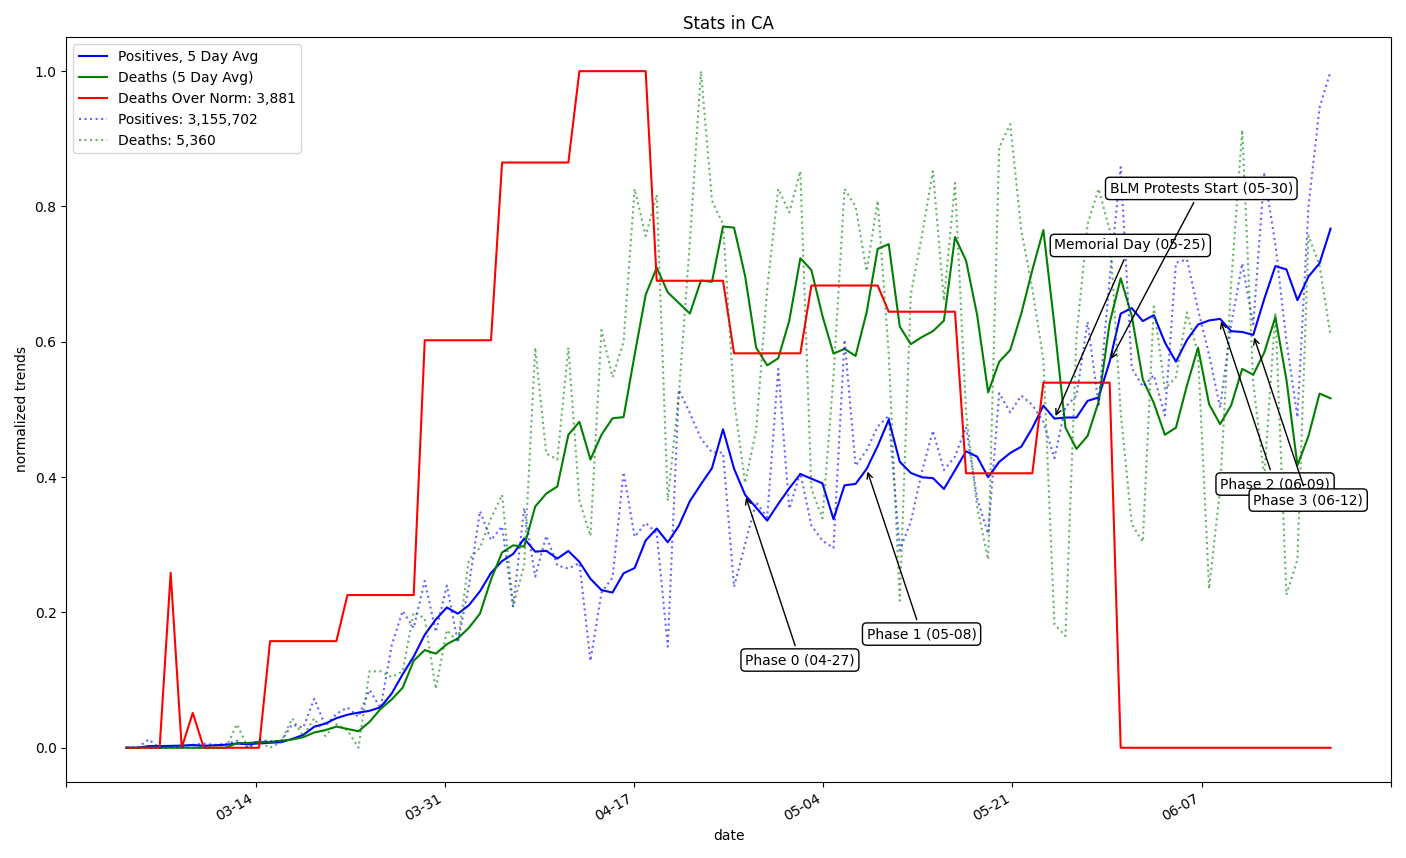 Stats in CA
Positives, 5 Day Avg
Deaths (5 Day Avg)
Deaths Over Norm: 3,881
Positives: 3,155,702
Deaths: 5,360
1.0
0.8
0.6
0.4
0.2
0.0
normalized trends
BLM Protests Start (05-30)
Memorial Day (05-25)
Phase 2 (06-09)
Phase 3 (06-12)
Phase 1 (05-08)
Phase 0 (04-27)
03-14
03-31
04-17
05-04
05-21
06-07
date